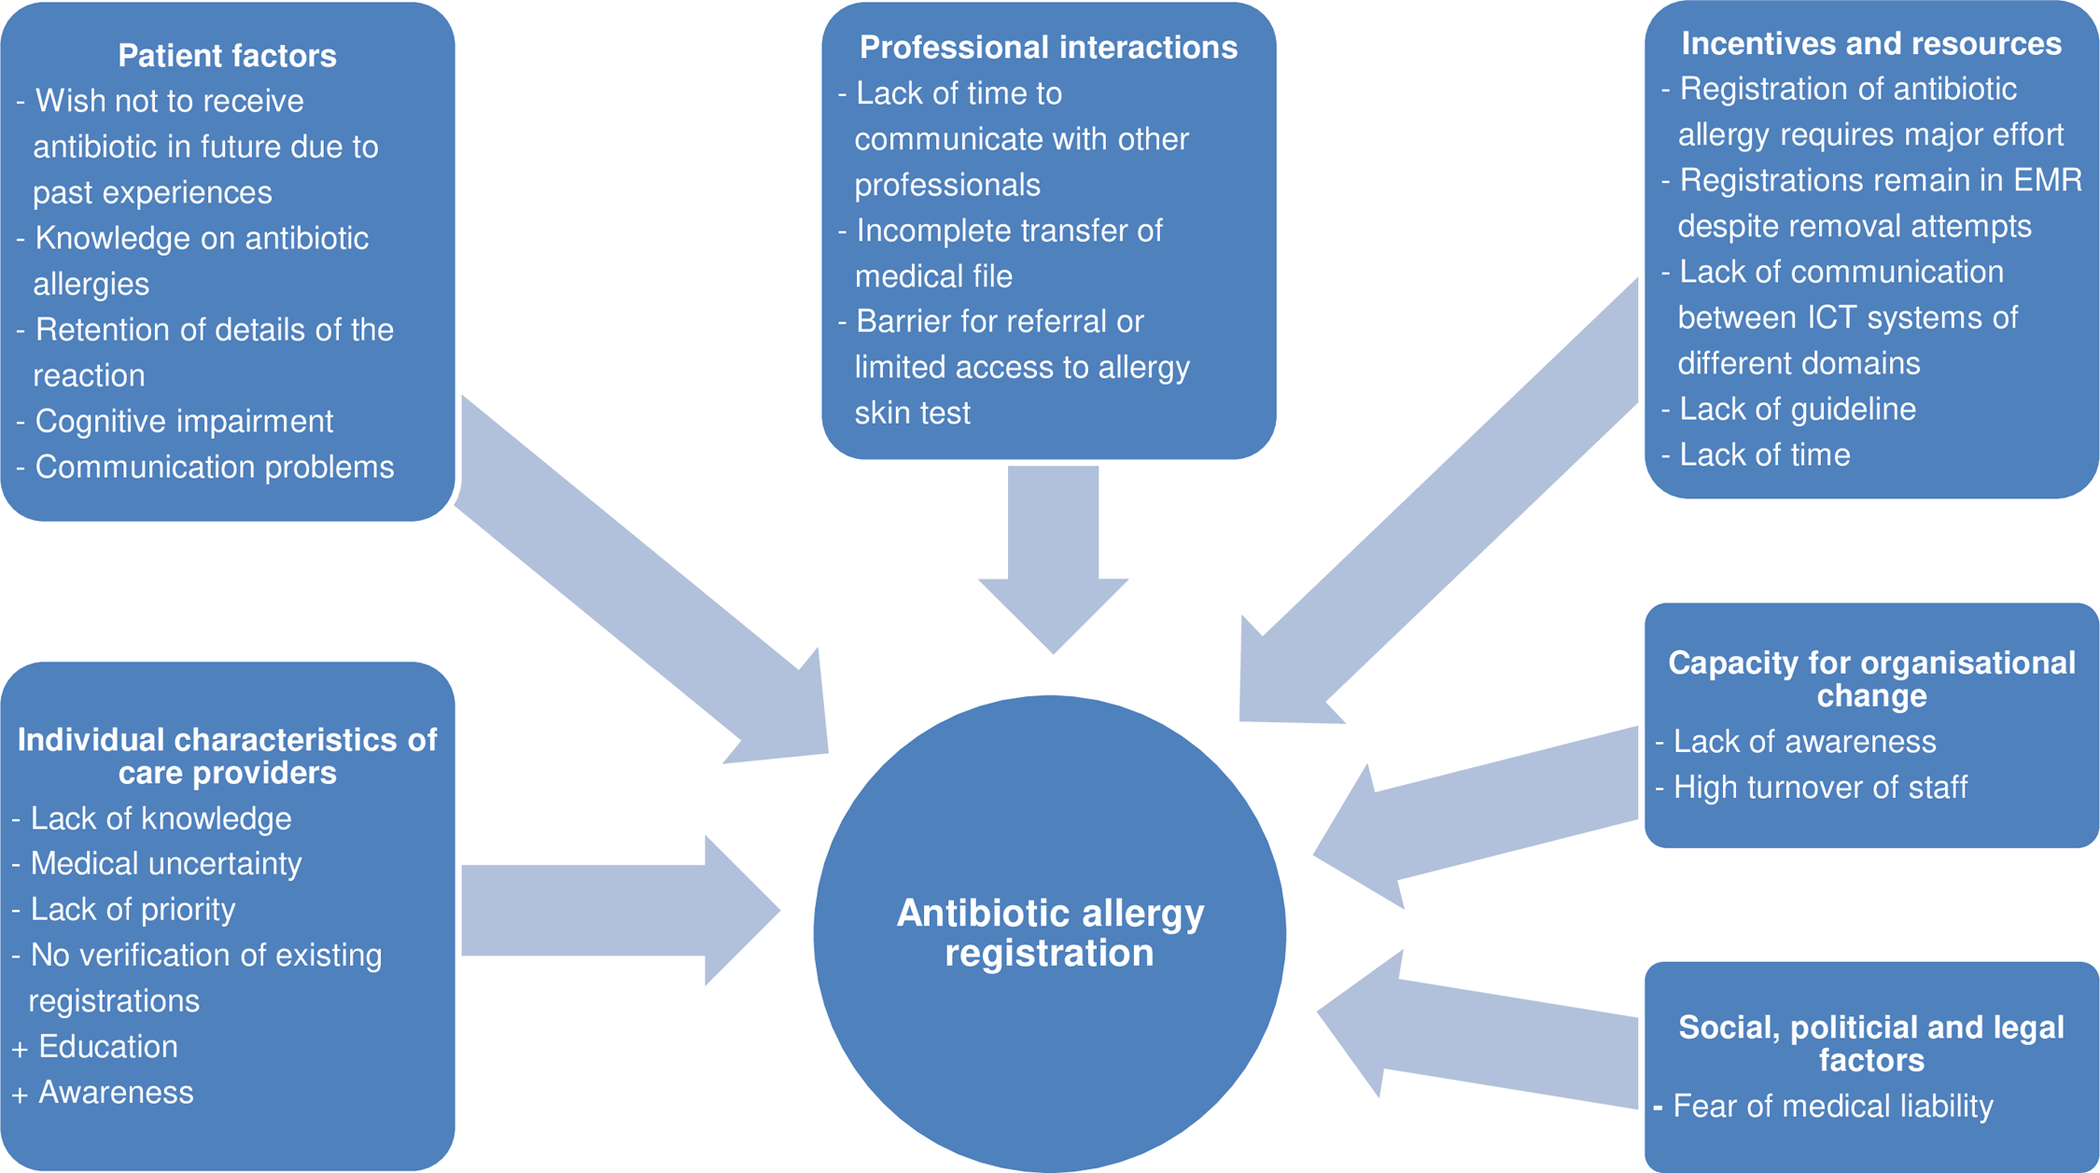 Patient factors
- Wish not to receive
antibiotic in future due to
past experiences
- Knowledge on antibiotic
allergies
- Retention of details of the
reaction
- Cognitive impairment
- Communication problems
Professional interactions
- Lack of time to
communicate with other
professionals
- Incomplete transfer of
medical file
- Barrier for referral or
limited access to allergy
skin test
Incentives and resources
- Registration of antibiotic
allergy requires major effort
- Registrations remain in EMR
despite removal attempts
- Lack of communication
between ICT systems of
different domains
- Lack of guideline
- Lack of time
Individual characteristics of
care providers
- Lack of knowledge
- Medical uncertainty
- Lack of priority
- No verification of existing
registrations
+ Education
+ Awareness
Antibiotic allergy
registration
Capacity for organisational
change
- Lack of awareness
- High turnover of staff
Social, politicial and legal
factors
- Fear of medical liability